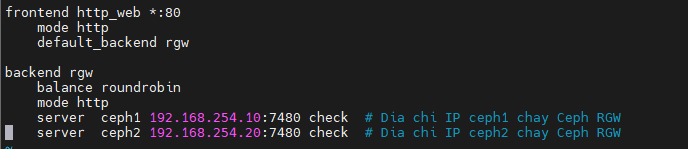 frontend http_web *:80
mode http
default_backend rgw
backend rgw
balance roundrobin
mode http
server ceph1 192.168.254.10:7480 check # Dia chi IP ceph1 chay Ceph RGW
server ceph2 192.168.254.20:7480 check # Dia chi IP ceph2 chay Ceph RGW